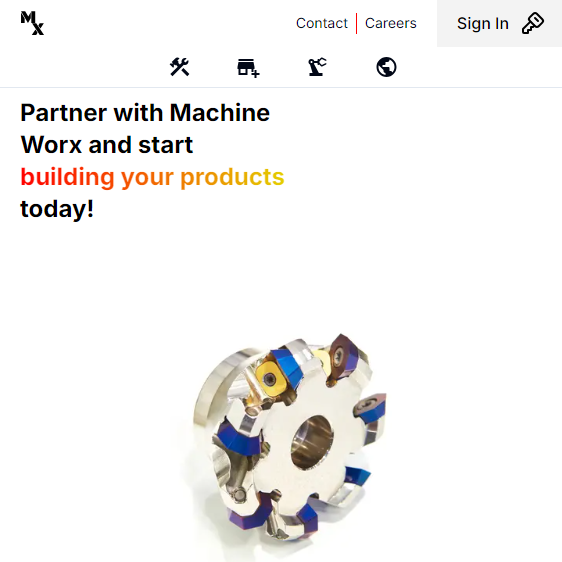 MX
Contact | Careers
Sign In
Partner with Machine
Worx and start
building your products
today!